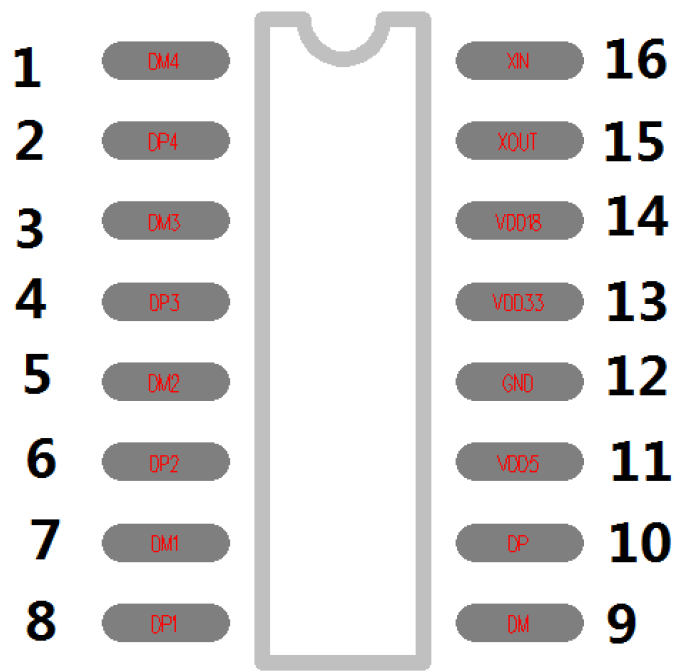 1 DM4 XIN 16
2 DP4 XOUT 15
3 DM3 VDD18 14
4 DP3 VDD33 13
5 DM2 GND 12
6 DP2 VDD5 11
7 DM1 DP 10
8 DP1 DM 9